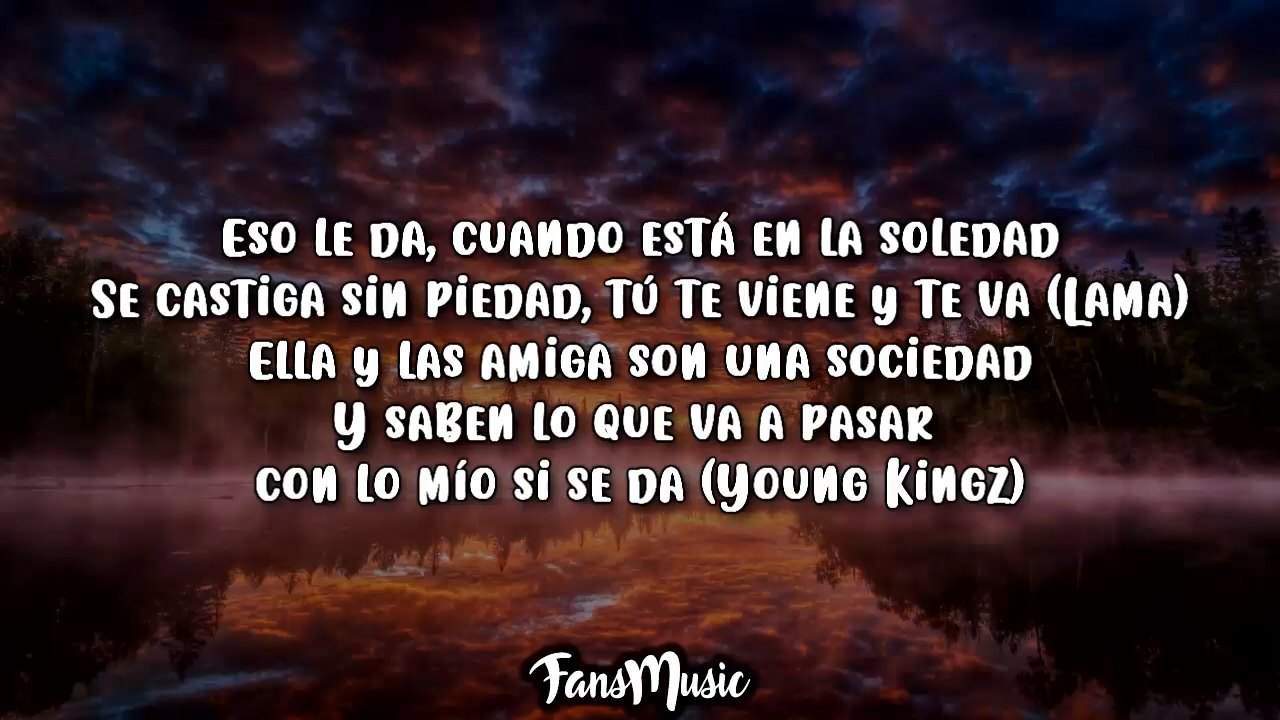 Eso le da, cuando está en la soledad
Se castiga sin piedad, tú te viene y te va (Lama)
Ella y las amiga son una sociedad
Y saben lo que va a pasar
con lo mío si se da (Young Kingz)
FansMusic